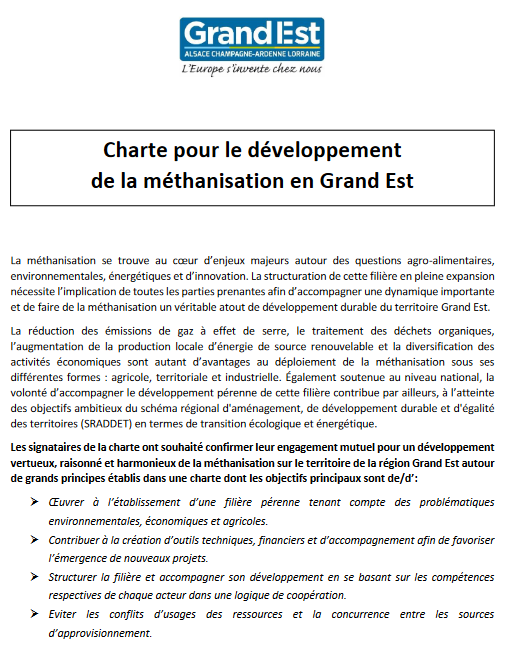 GrandEst
ALSACE CHAMPAGNE-ARDENNE LORRAINE
L'Europe s'invente chez nous
Charte pour le développement
de la méthanisation en Grand Est
La méthanisation se trouve au cœur d'enjeux majeurs autour des questions agro-alimentaires,
environnementales, énergétiques et d'innovation. La structuration de cette filière en pleine expansion
nécessite l'implication de toutes les parties prenantes afin d'accompagner une dynamique importante
et de faire de la méthanisation un véritable atout de développement durable du territoire Grand Est.
La réduction des émissions de gaz à effet de serre, le traitement des déchets organiques,
l'augmentation de la production locale d'énergie de source renouvelable et la diversification des
activités économiques sont autant d'avantages au déploiement de la méthanisation sous ses
différentes formes : agricole, territoriale et industrielle. Également soutenue au niveau national, la
volonté d'accompagner le développement pérenne de cette filière contribue par ailleurs, à l'atteinte
des objectifs ambitieux du schéma régional d'aménagement, de développement durable et d'égalité
des territoires (SRADDET) en termes de transition écologique et énergétique.
Les signataires de la charte ont souhaité confirmer leur engagement mutuel pour un développement
vertueux, raisonné et harmonieux de la méthanisation sur le territoire de la région Grand Est autour
de grands principes établis dans une charte dont les objectifs principaux sont de/d' :
➢ Œuvrer à l'établissement d'une filière pérenne tenant compte des problématiques
environnementales, économiques et agricoles.
➢ Contribuer à la création d'outils techniques, financiers et d'accompagnement afin de favoriser
l'émergence de nouveaux projets.
➢ Structurer la filière et accompagner son développement en se basant sur les compétences
respectives de chaque acteur dans une logique de coopération.
➢ Eviter les conflits d'usages des ressources et la concurrence entre les sources
d'approvisionnement.